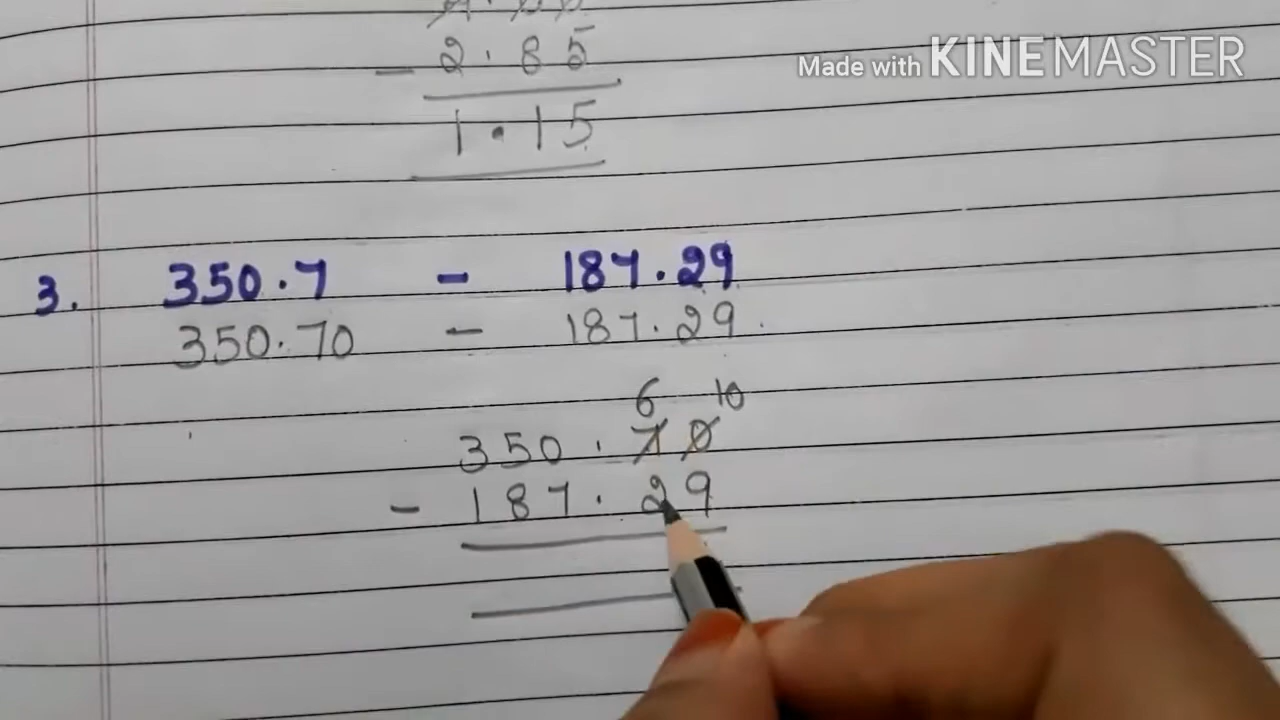 Made with KINEMASTER
- 2.85
1.15
3. 350.7 - 187.29
350.70 - 187.29.
6 10
350.70
- 187.29